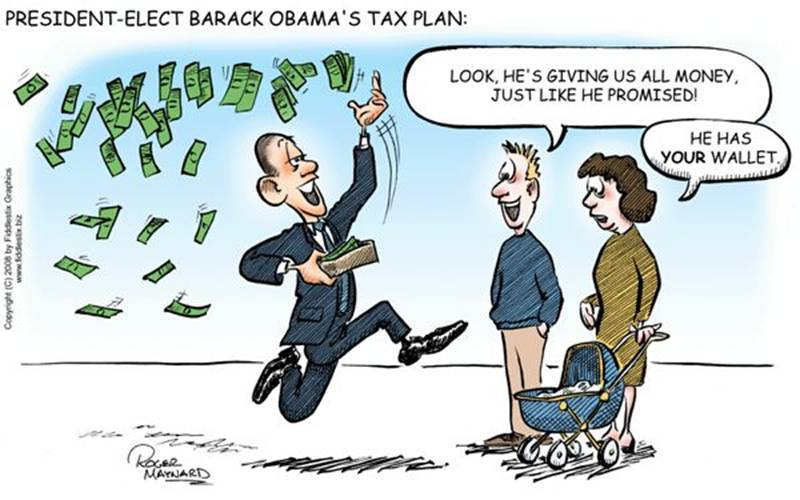 PRESIDENT-ELECT BARACK OBAMA'S TAX PLAN:
LOOK, HE'S GIVING US ALL MONEY,
JUST LIKE HE PROMISED!
HE HAS
YOUR WALLET.
Copyright (C) 2008 by Fiddlestix Graphics
www.fiddlestix.biz
ROGER
MAYNARD